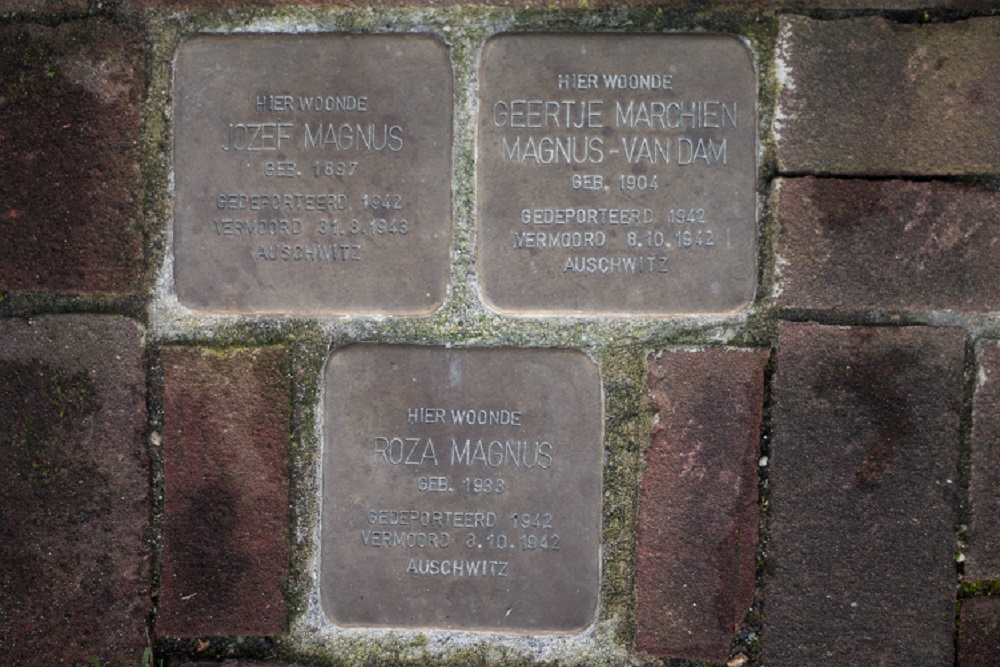 HIER WOONDE
JOZEF MAGNUS
GEB. 1897
GEDEPORTEERD 1942
VERMOORD 31.8.1943
AUSCHWITZ
HIER WOONDE
GEERTJE MARCHIEN
MAGNUS-VAN DAM
GEB. 1904
GEDEPORTEERD 1942
VERMOORD 8.10.1942
AUSCHWITZ
HIER WOONDE
ROZA MAGNUS
GEB. 1933
GEDEPORTEERD 1942
VERMOORD 8.10.1942
AUSCHWITZ